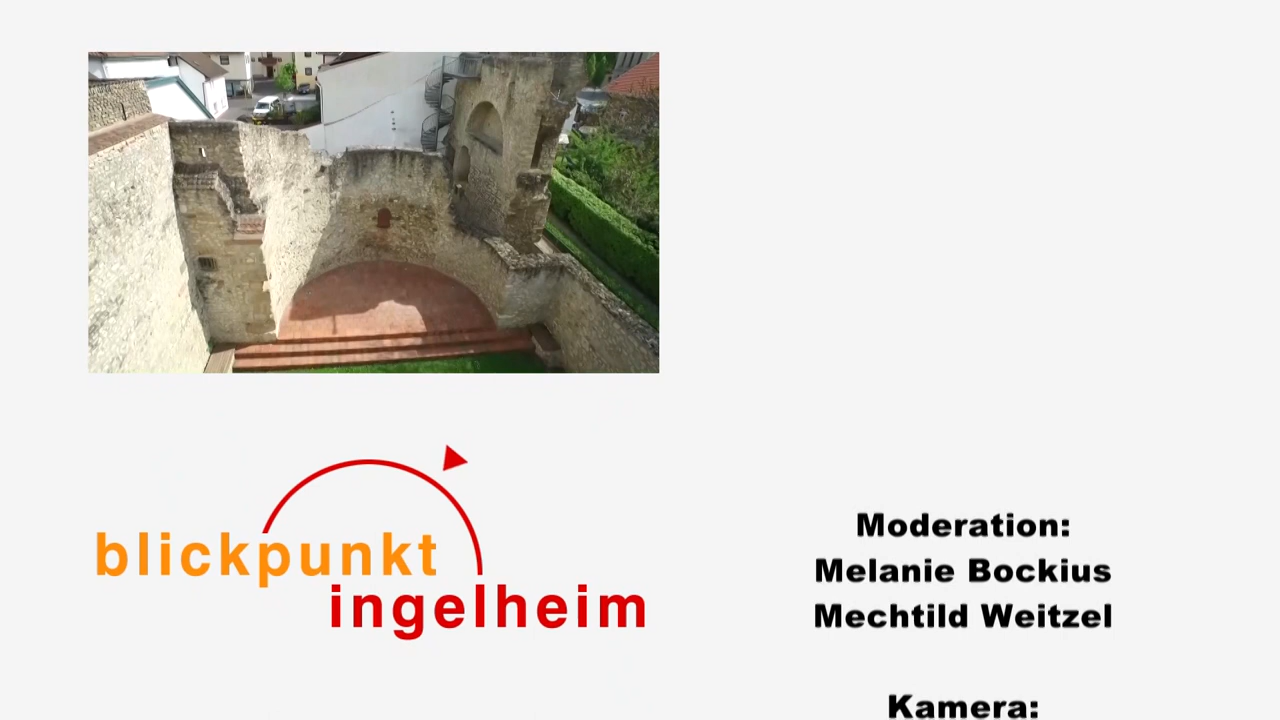 blickpunkt
ingelheim
Moderation:
Melanie Bockius
Mechtild Weitzel
Kamera: